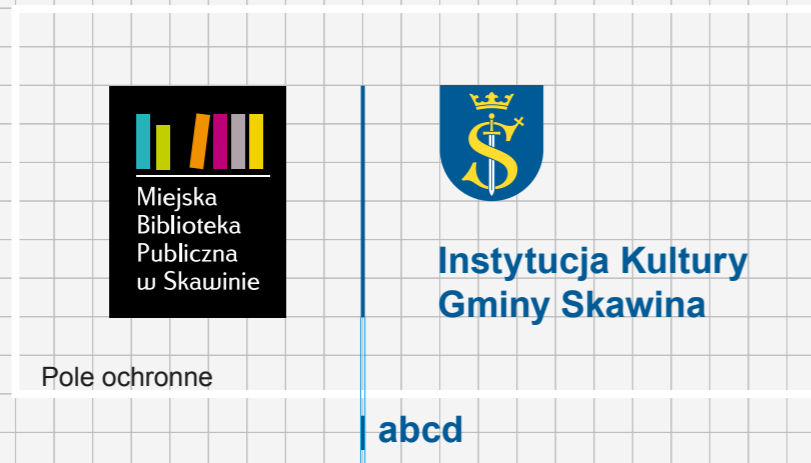 Miejska
Biblioteka
Publiczna
w Skawinie
Instytucja Kultury
Gminy Skawina
Pole ochronne
abcd